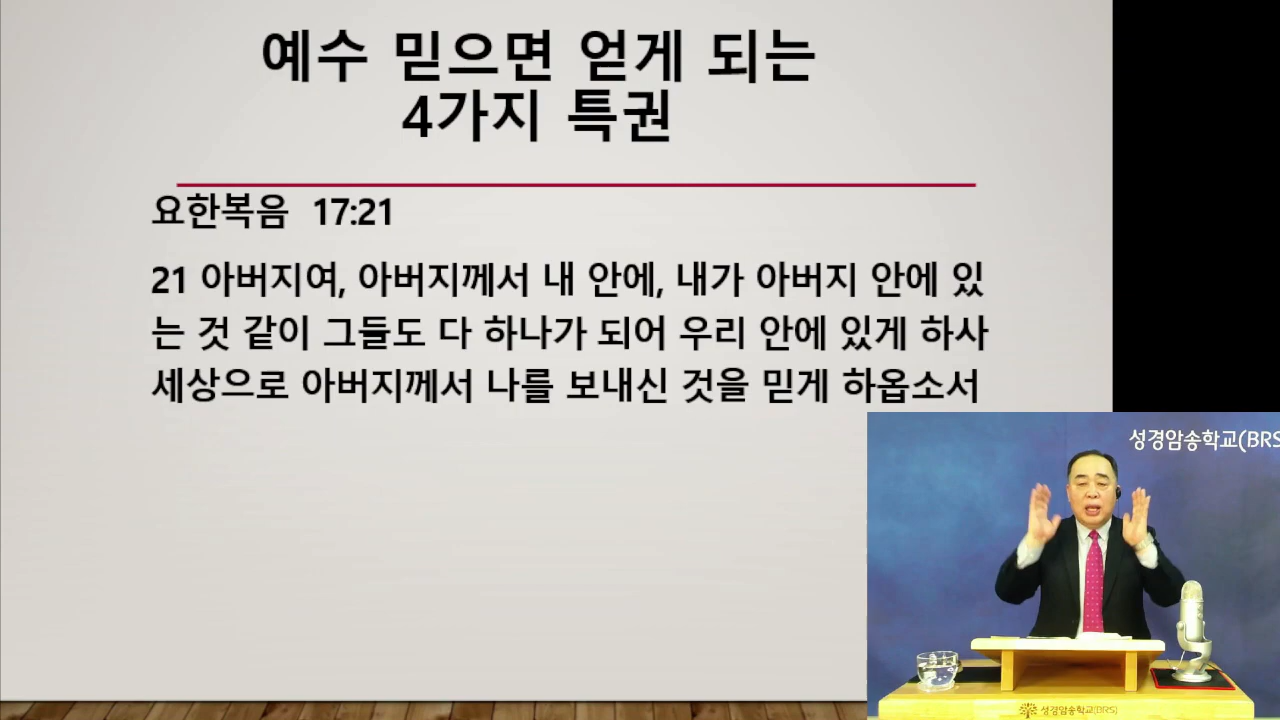 예수 믿으면 얻게 되는
4가지 특권
요한복음 17:21
21 아버지여, 아버지께서 내 안에, 내가 아버지 안에 있
는 것 같이 그들도 다 하나가 되어 우리 안에 있게 하사
세상으로 아버지께서 나를 보내신 것을 믿게 하옵소서
성경암송학교(BRS
성경암송학교(BRS)